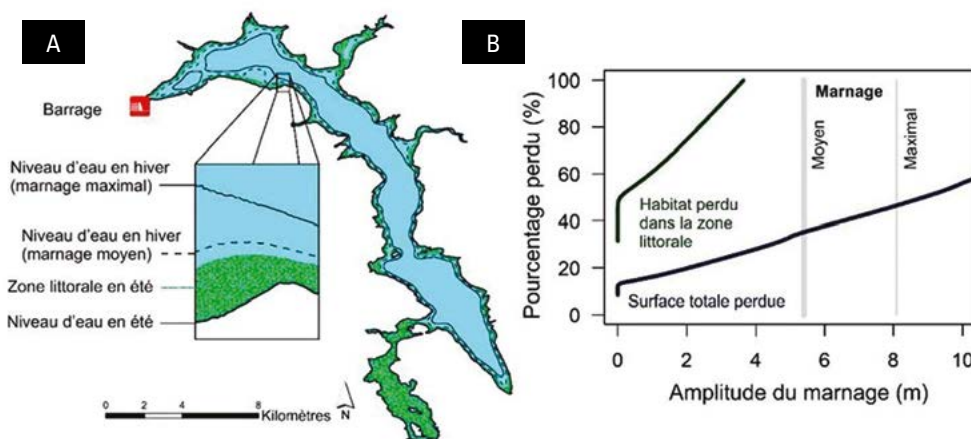 A
Barrage
Niveau d'eau en hiver
(marnage maximal)
Niveau d'eau en hiver
(marnage moyen)
Zone littorale en été
Niveau d'eau en été
0 2 4 8
Kilomètres
N
B
Pourcentage perdu (%)
100
80
60
40
20
0
Marnage
Moyen
Maximal
Habitat perdu
dans la zone
littorale
Surface totale perdue
0 2 4 6 8 10
Amplitude du marnage (m)